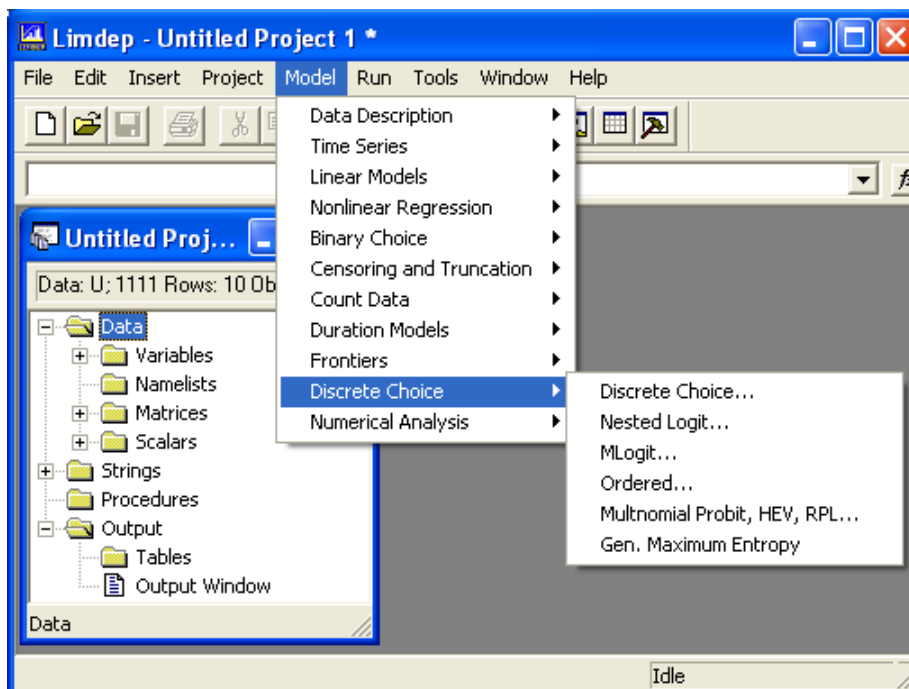 Limdep - Untitled Project 1 *
File Edit Insert Project Model Run Tools Window Help
Data Description
Time Series
Linear Models
Nonlinear Regression
Binary Choice
Censoring and Truncation
Count Data
Duration Models
Frontiers
Discrete Choice
Numerical Analysis
Discrete Choice...
Nested Logit...
MLogit...
Ordered...
Multnomial Probit, HEV, RPL...
Gen. Maximum Entropy
Untitled Proj...
Data: U; 1111 Rows: 10 Ob
Data
Variables
Namelists
Matrices
Scalars
Strings
Procedures
Output
Tables
Output Window
Data
Idle